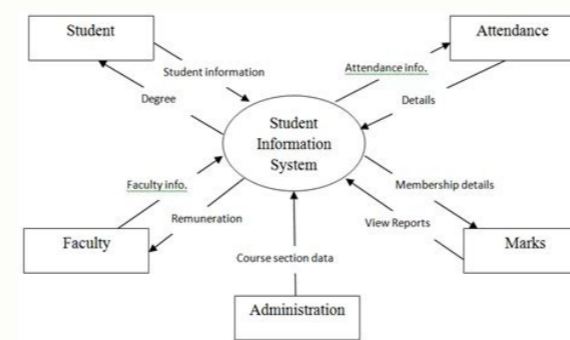 Student
Attendance
Student information
Attendance info.
Degree
Details
Student
Information
System
Faculty info.
Membership details
Remuneration
View Reports
Faculty
Course section data
Marks
Administration